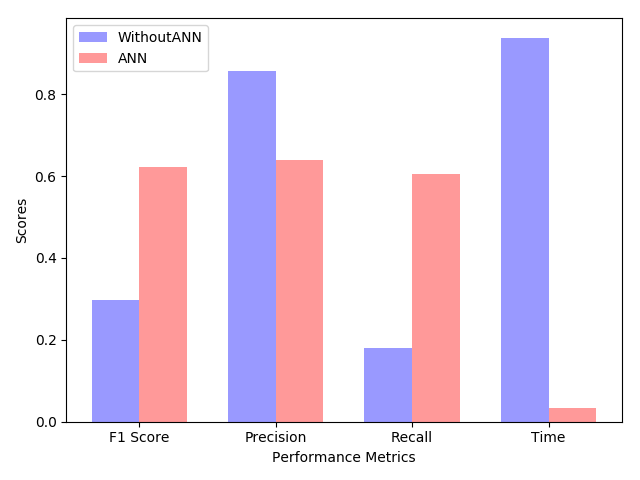 WithoutANN
ANN
Scores
0.8
0.6
0.4
0.2
0.0
F1 Score Precision Recall Time
Performance Metrics